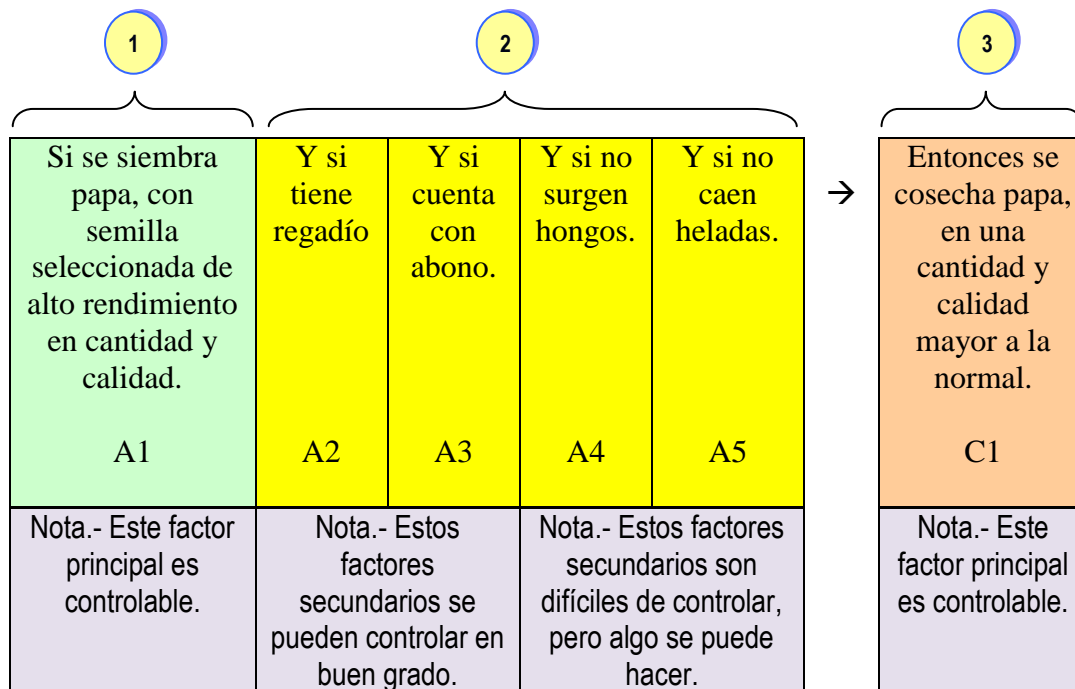 1
2
3
Si se siembra
papa, con
semilla
seleccionada de
alto rendimiento
en cantidad y
calidad.
A1
Y si
tiene
regadío
A2
Y si
cuenta
con
abono.
A3
Y si no
surgen
hongos.
A4
Y si no
caen
heladas.
A5
→
Entonces se
cosecha papa,
en una
cantidad y
calidad
mayor a la
normal.
C1
Nota.- Este factor
principal es
controlable.
Nota.- Estos
factores
secundarios se
pueden controlar en
buen grado.
Nota.- Estos factores
secundarios son
difíciles de controlar,
pero algo se puede
hacer.
Nota.- Este
factor principal
es controlable.